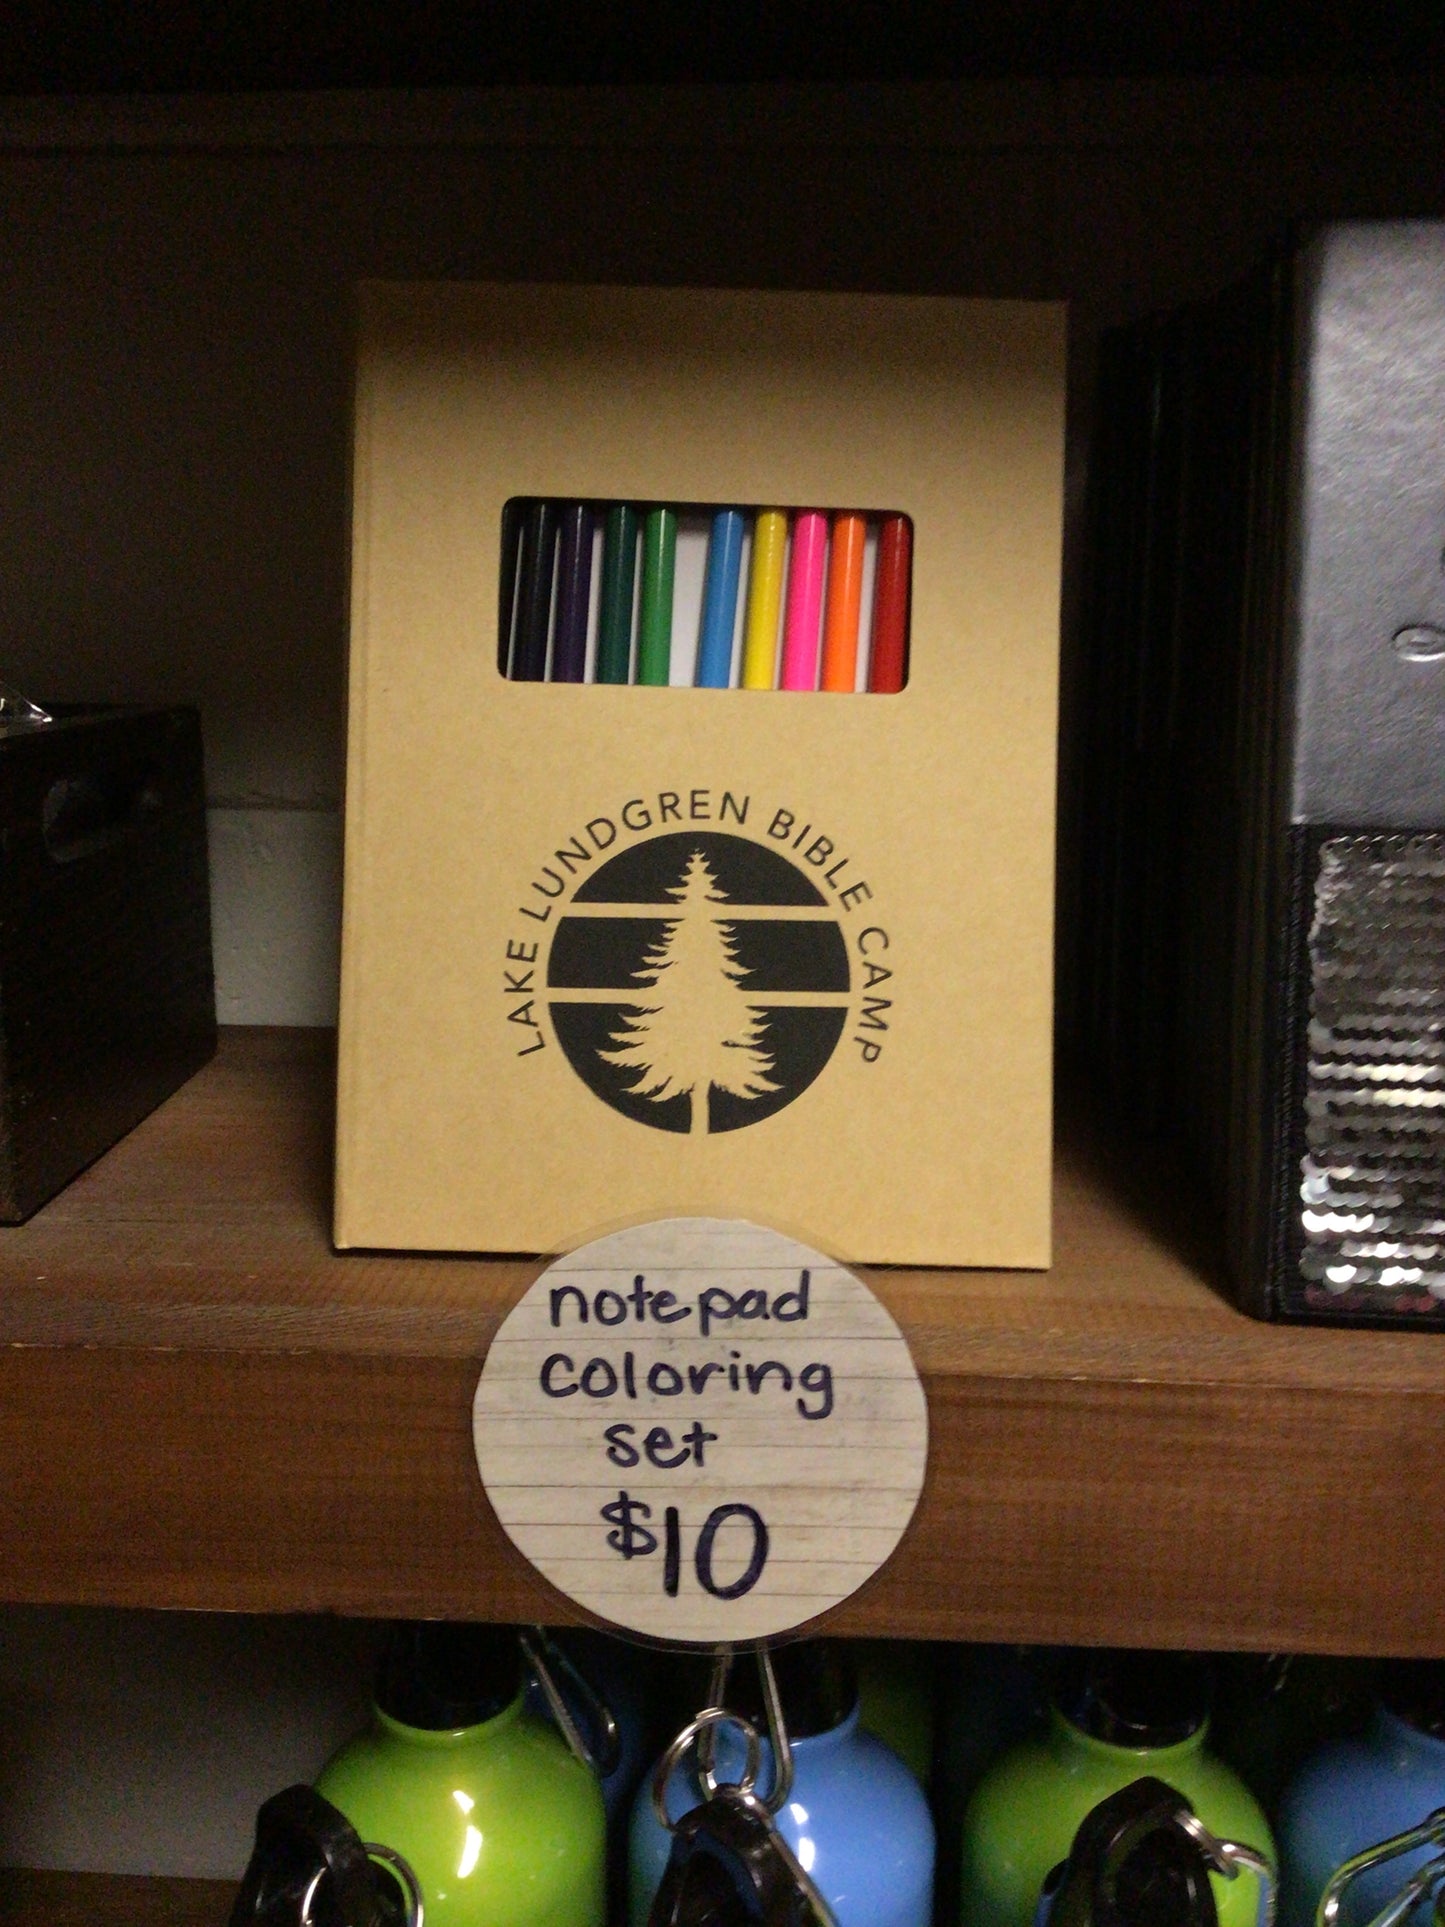 LAKE LUNDGREN BIBLE CAMP
notepad
coloring
set
$10